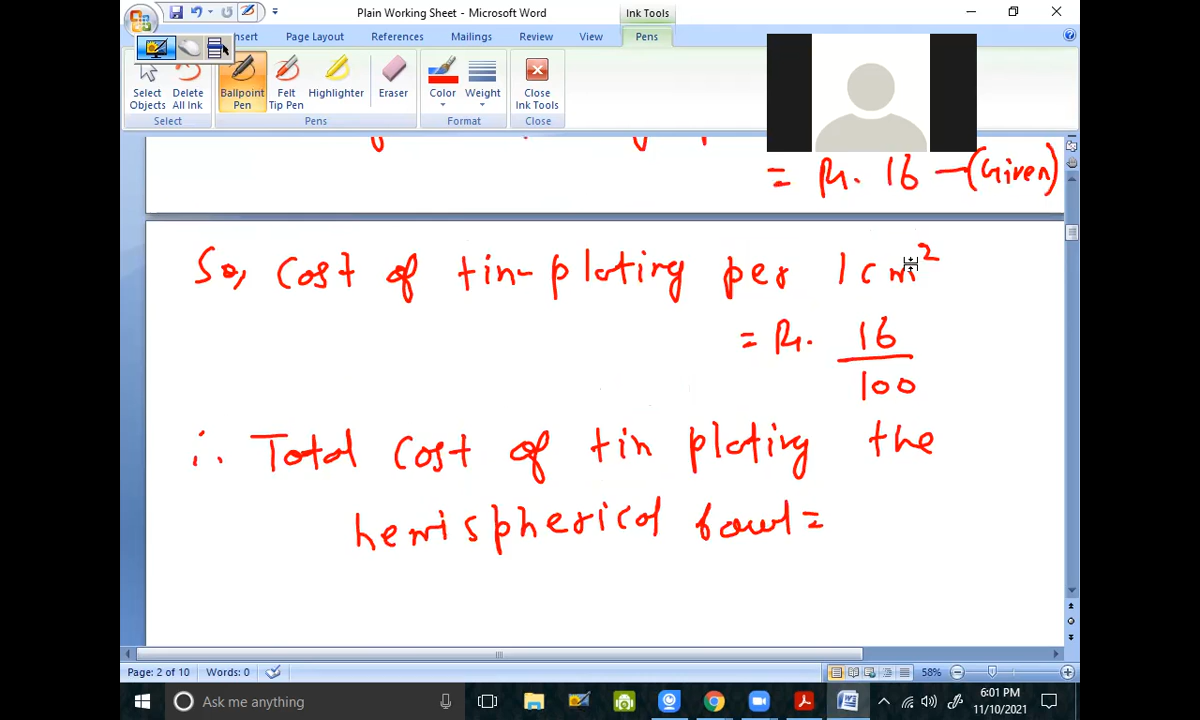 Plain Working Sheet - Microsoft Word
Ink Tools
Insert
Page Layout
References
Mailings
Review
View
Pens
Select Objects
Delete All Ink
Ballpoint Pen
Felt Tip Pen
Highlighter
Eraser
Color
Weight
Close Ink Tools
Select
Pens
Format
Close
= Rs. 16 —(Given)
So, Cost of tin-plating per 1cm²
= Rs. 16/100
∴ Total cost of tin plating the
hemispherical bowl =
Page: 2 of 10
Words: 0
58%
Ask me anything
6:01 PM
11/10/2021